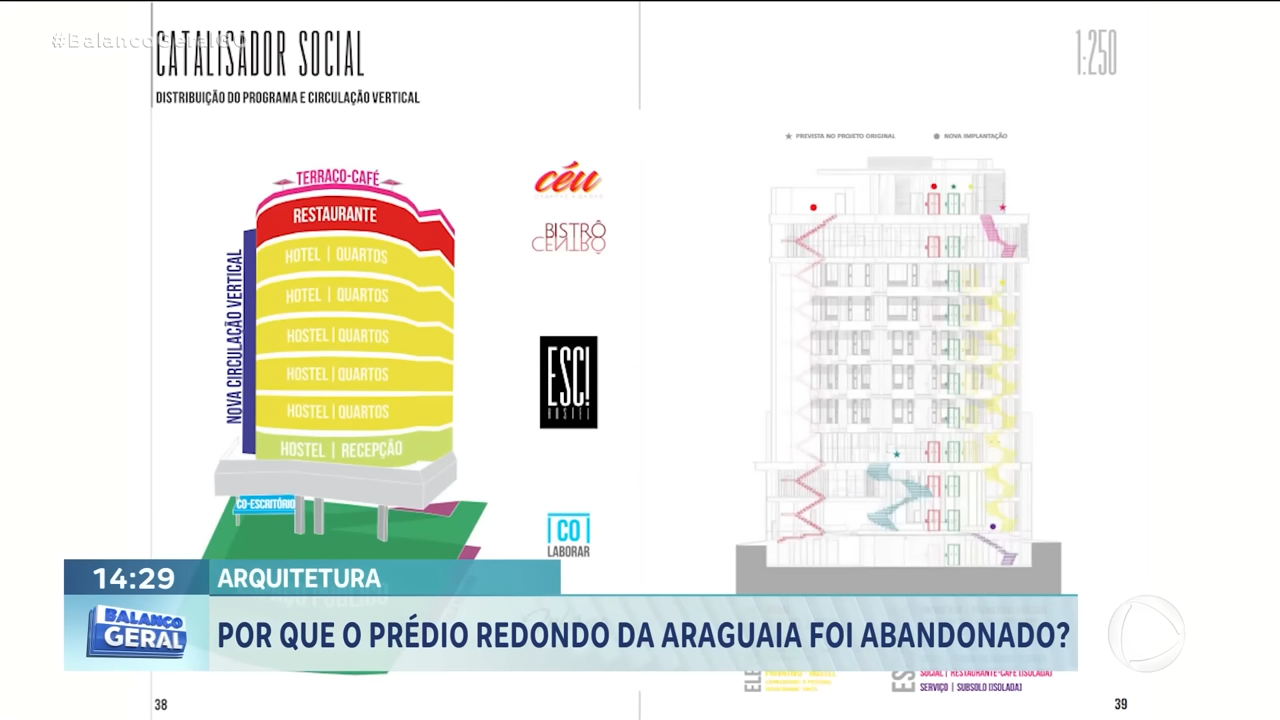 #BalancoGeralGO
CATALISADOR SOCIAL
1:250
DISTRIBUIÇÃO DO PROGRAMA E CIRCULAÇÃO VERTICAL
★ PREVISTA NO PROJETO ORIGINAL
● NOVA IMPLANTAÇÃO
TERRAÇO-CAFÉ
RESTAURANTE
HOTEL | QUARTOS
HOTEL | QUARTOS
HOSTEL | QUARTOS
HOSTEL | QUARTOS
HOSTEL | QUARTOS
HOSTEL | RECEPÇÃO
NOVA CIRCULAÇÃO VERTICAL
CO-ESCRITÓRIO
céu
BISTRÔ
CENTRO
ESC!
HOSTEL
CO
LABORAR
14:29
ARQUITETURA
BALANÇO
GERAL
POR QUE O PRÉDIO REDONDO DA ARAGUAIA FOI ABANDONADO?
SOCIAL | RESTAURANTE-CAFÉ [ISOLADA]
SERVIÇO | SUBSOLO [ISOLADA]
38
39